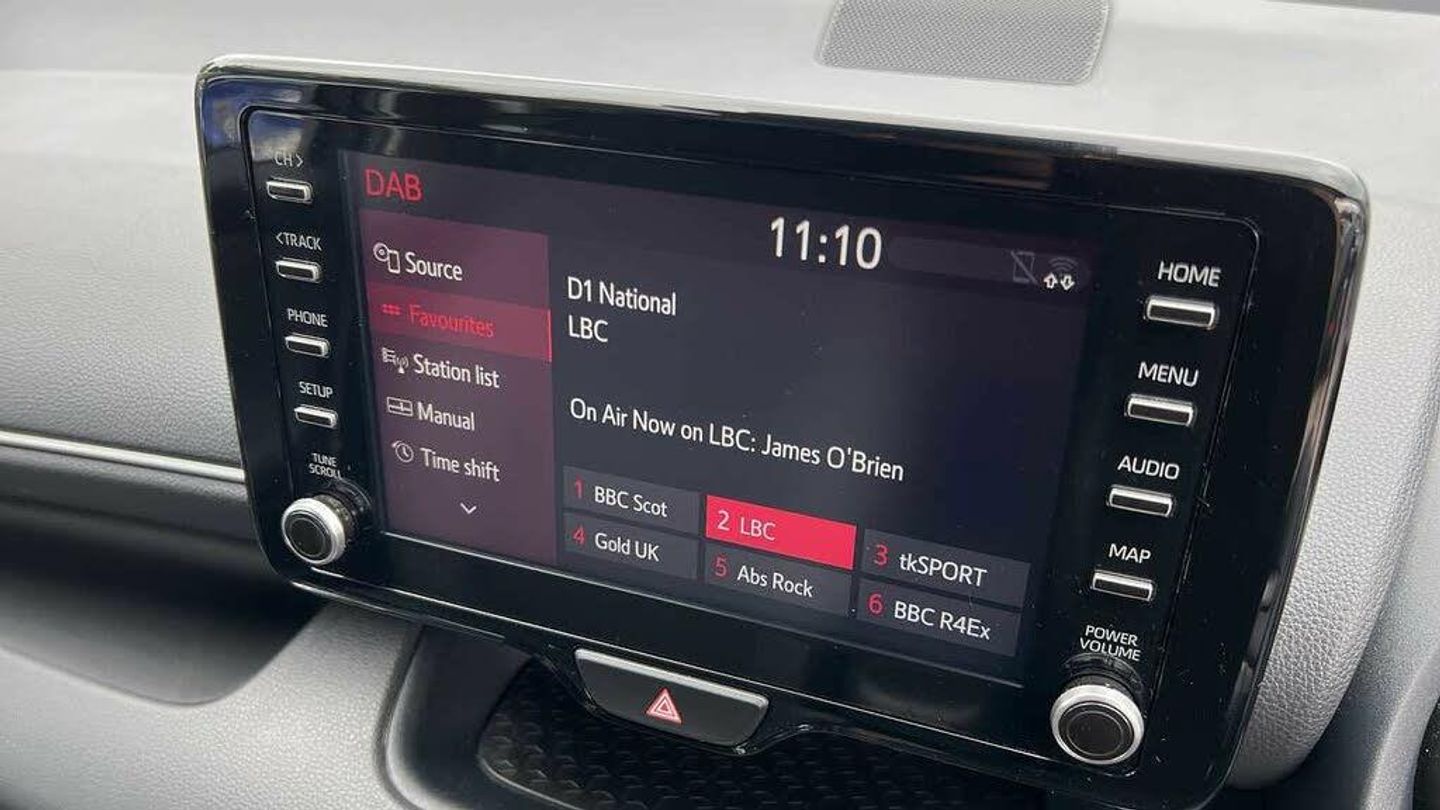 CH >
< TRACK
PHONE
SETUP
TUNE
SCROLL
DAB
11:10
Source
Favourites
Station list
Manual
Time shift
D1 National
LBC
On Air Now on LBC: James O'Brien
1 BBC Scot
2 LBC
3 tkSPORT
4 Gold UK
5 Abs Rock
6 BBC R4Ex
HOME
MENU
AUDIO
MAP
POWER
VOLUME